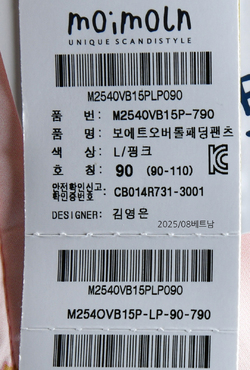 moimoln
UNIQUE SCANDISTYLE
M2540VB15PLP090
품 번: M2540VB15P-790
품 명: 보에트오버롤패딩팬츠
색 상: L/핑크
호 칭: 90 (90-110)
안전확인신고
확인증번호: CB014R731-3001
DESIGNER: 김영은
2025/08베트남
M2540VB15PLP090
M2540VB15P-LP-90-790